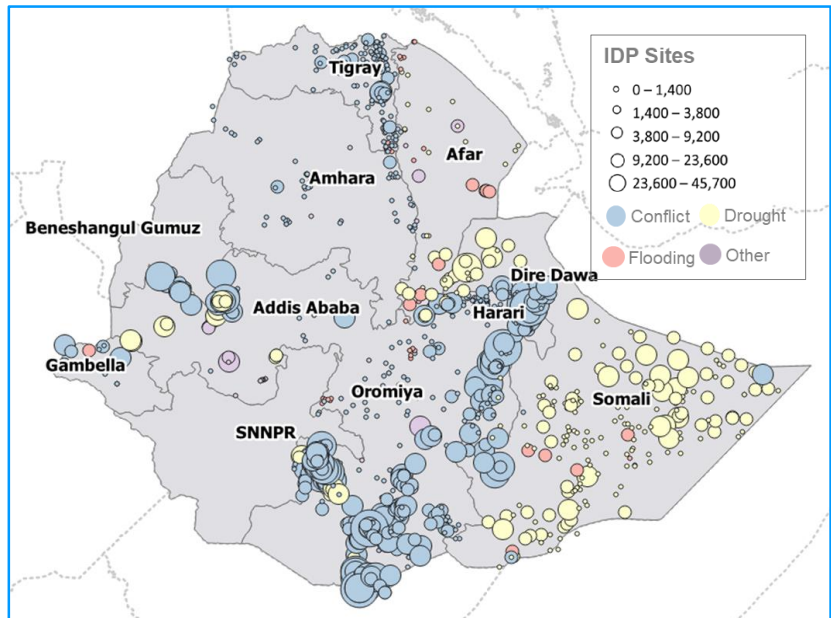 IDP Sites
0 – 1,400
1,400 – 3,800
3,800 – 9,200
9,200 – 23,600
23,600 – 45,700
Conflict
Drought
Flooding
Other
Tigray
Afar
Amhara
Beneshangul Gumuz
Dire Dawa
Addis Ababa
Harari
Gambella
Oromiya
Somali
SNNPR